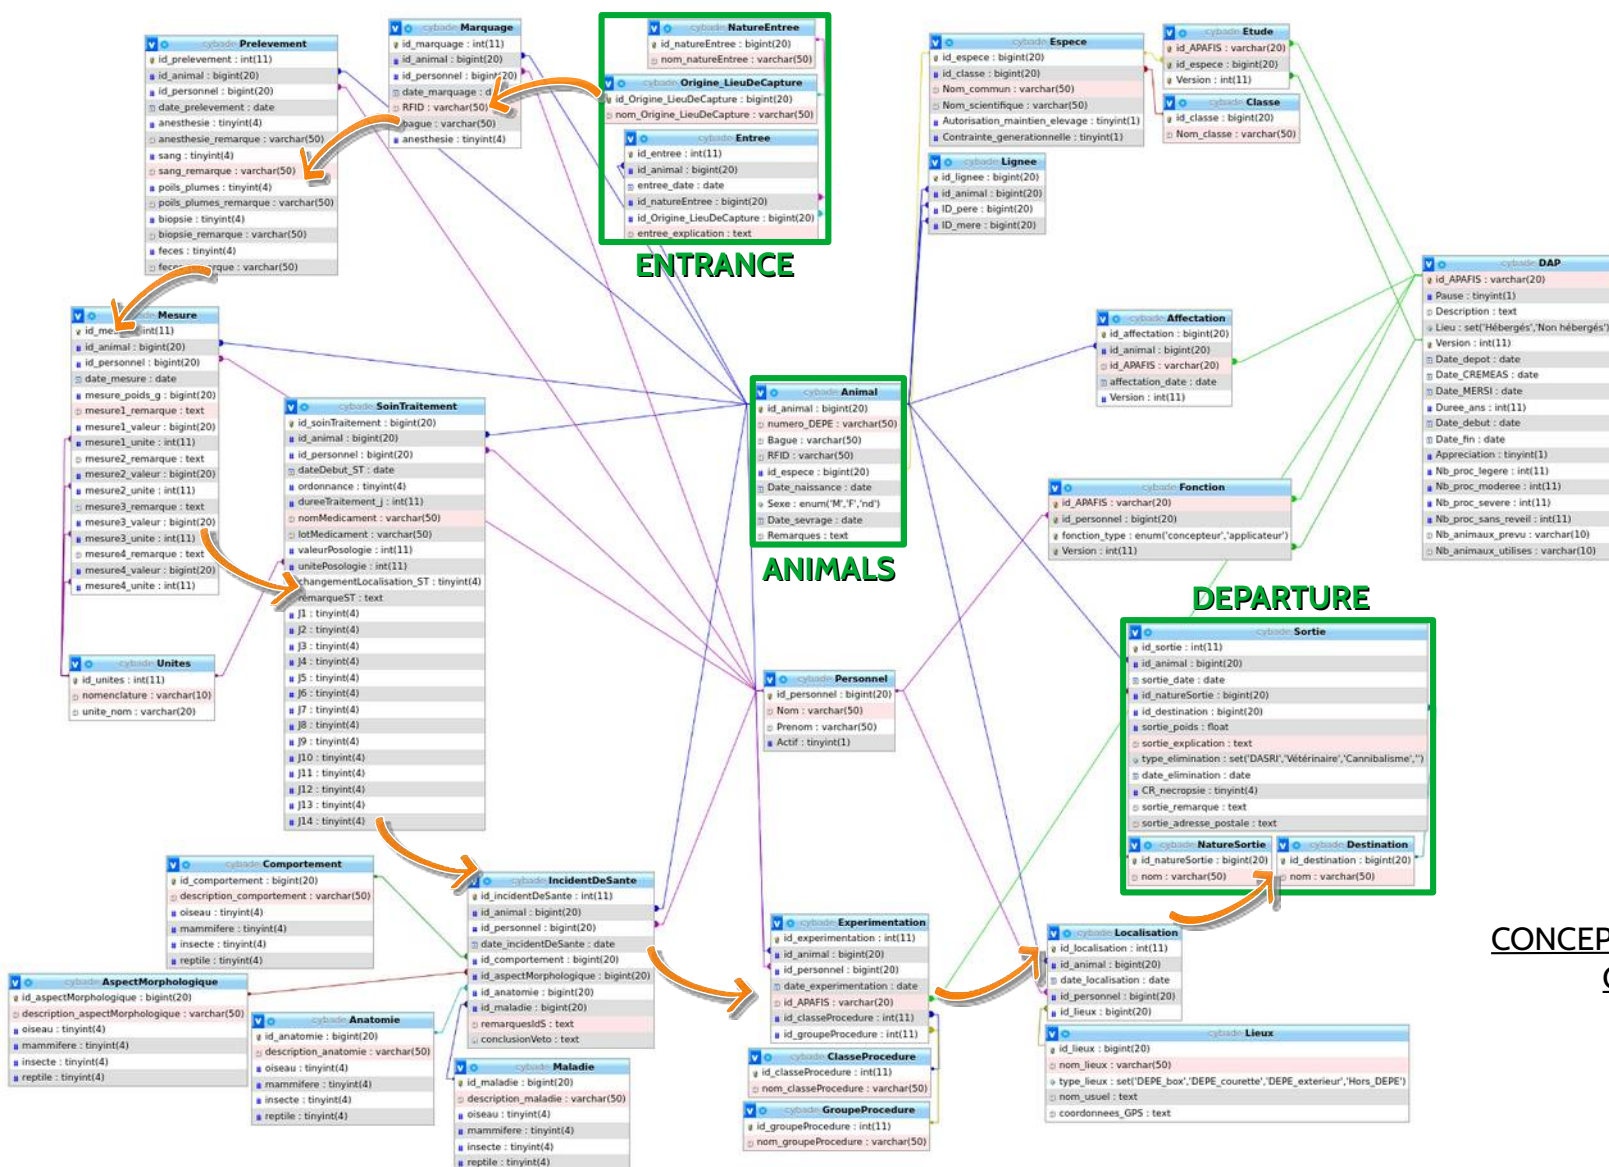 cybade Prelevement
id_prelevement : int(11)
id_animal : bigint(20)
id_personnel : bigint(20)
date_prelevement : date
anesthesie : tinyint(4)
anesthesie_remarque : varchar(50)
sang : tinyint(4)
sang_remarque : varchar(50)
poils_plumes : tinyint(4)
poils_plumes_remarque : varchar(50)
biopsie : tinyint(4)
biopsie_remarque : varchar(50)
feces : tinyint(4)
: varchar(50)
cybade Marquage
id_marquage : int(11)
id_animal : bigint(20)
id_personnel : bigint(20)
date_marquage : d
RFID : varchar(50)
bague : varchar(50)
anesthesie : tinyint(4)
cybade NatureEntree
id_natureEntree : bigint(20)
nom_natureEntree : varchar(50)
cybade Origine_LieuDeCapture
id_Origine_LieuDeCapture : bigint(20)
nom_Origine_LieuDeCapture : varchar(50)
cybade Entree
id_entree : int(11)
id_animal : bigint(20)
entree_date : date
id_natureEntree : bigint(20)
id_Origine_LieuDeCapture : bigint(20)
entree_explication : text
ENTRANCE
cybade Espece
id_espece : bigint(20)
id_classe : bigint(20)
Nom_commun : varchar(50)
Nom_scientifique : varchar(50)
Autorisation_maintien_elevage : tinyint(1)
Contrainte_generationnelle : tinyint(1)
cybade Etude
id_APAFIS : varchar(20)
id_espece : bigint(20)
Version : int(11)
cybade Classe
id_classe : bigint(20)
Nom_classe : varchar(50)
cybade Lignee
id_lignee : bigint(20)
id_animal : bigint(20)
ID_pere : bigint(20)
ID_mere : bigint(20)
cybade DAP
id_APAFIS : varchar(20)
Pause : tinyint(1)
Description : text
Lieu : set('Hébergés','Non hébergés')
Version : int(11)
Date_depot : date
Date_CREMEAS : date
Date_MERSI : date
Duree_ans : int(11)
Date_debut : date
Date_fin : date
Appreciation : tinyint(1)
Nb_proc_legere : int(11)
Nb_proc_moderee : int(11)
Nb_proc_severe : int(11)
Nb_proc_sans_reveil : int(11)
Nb_animaux_prevu : varchar(10)
Nb_animaux_utilises : varchar(10)
Mesure
int(11)
id_animal : bigint(20)
id_personnel : bigint(20)
date_mesure : date
mesure_poids_g : bigint(20)
mesure1_remarque : text
mesure1_valeur : bigint(20)
mesure1_unite : int(11)
mesure2_remarque : text
mesure2_valeur : bigint(20)
mesure2_unite : int(11)
mesure3_remarque : text
mesure3_valeur : bigint(20)
mesure3_unite : int(11)
mesure4_remarque : text
mesure4_valeur : bigint(20)
mesure4_unite : int(11)
cybade SoinTraitement
id_soinTraitement : bigint(20)
id_animal : bigint(20)
id_personnel : bigint(20)
dateDebut_ST : date
ordonnance : tinyint(4)
dureeTraitement_j : int(11)
nomMedicament : varchar(50)
lotMedicament : varchar(50)
valeurPosologie : int(11)
unitePosologie : int(11)
changementLocalisation_ST : tinyint(4)
remarqueST : text
J1 : tinyint(4)
J2 : tinyint(4)
J3 : tinyint(4)
J4 : tinyint(4)
J5 : tinyint(4)
J6 : tinyint(4)
J7 : tinyint(4)
J8 : tinyint(4)
J9 : tinyint(4)
J10 : tinyint(4)
J11 : tinyint(4)
J12 : tinyint(4)
J13 : tinyint(4)
J14 : tinyint(4)
cybade Unites
id_unites : int(11)
nomenclature : varchar(10)
unite_nom : varchar(20)
cybade Animal
id_animal : bigint(20)
numero_DEPE : varchar(50)
Bague : varchar(50)
RFID : varchar(50)
id_espece : bigint(20)
Date_naissance : date
Sexe : enum('M','F','nd')
Date_sevrage : date
Remarques : text
ANIMALS
cybade Affectation
id_affectation : bigint(20)
id_animal : bigint(20)
id_APAFIS : varchar(20)
affectation_date : date
Version : int(11)
cybade Fonction
id_APAFIS : varchar(20)
id_personnel : bigint(20)
fonction_type : enum('concepteur','applicateur')
Version : int(11)
DEPARTURE
cybade Sortie
id_sortie : int(11)
id_animal : bigint(20)
sortie_date : date
id_natureSortie : bigint(20)
id_destination : bigint(20)
sortie_poids : float
sortie_explication : text
type_elimination : set('DASRI','Vétérinaire','Cannibalisme','')
date_elimination : date
CR_necropsie : tinyint(4)
sortie_remarque : text
sortie_adresse_postale : text
cybade NatureSortie
id_natureSortie : bigint(20)
nom : varchar(50)
cybade Destination
id_destination : bigint(20)
nom : varchar(50)
cybade Personnel
id_personnel : bigint(20)
Nom : varchar(50)
Prenom : varchar(50)
Actif : tinyint(1)
cybade Comportement
id_comportement : bigint(20)
description_comportement : varchar(50)
oiseau : tinyint(4)
mammifere : tinyint(4)
insecte : tinyint(4)
reptile : tinyint(4)
cybade IncidentDeSante
id_incidentDeSante : int(11)
id_animal : bigint(20)
id_personnel : bigint(20)
date_incidentDeSante : date
id_comportement : bigint(20)
id_aspectMorphologique : bigint(20)
id_anatomie : bigint(20)
id_maladie : bigint(20)
remarquesIdS : text
conclusionVeto : text
cybade AspectMorphologique
id_aspectMorphologique : bigint(20)
description_aspectMorphologique : varchar(50)
oiseau : tinyint(4)
mammifere : tinyint(4)
insecte : tinyint(4)
reptile : tinyint(4)
cybade Anatomie
id_anatomie : bigint(20)
description_anatomie : varchar(50)
oiseau : tinyint(4)
mammifere : tinyint(4)
insecte : tinyint(4)
reptile : tinyint(4)
cybade Maladie
id_maladie : bigint(20)
description_maladie : varchar(50)
oiseau : tinyint(4)
mammifere : tinyint(4)
insecte : tinyint(4)
reptile : tinyint(4)
cybade Experimentation
id_experimentation : int(11)
id_animal : bigint(20)
id_personnel : bigint(20)
date_experimentation : date
id_APAFIS : varchar(20)
id_classeProcedure : int(11)
id_groupeProcedure : int(11)
cybade ClasseProcedure
id_classeProcedure : int(11)
nom_classeProcedure : varchar(50)
cybade GroupeProcedure
id_groupeProcedure : int(11)
nom_groupeProcedure : varchar(50)
cybade Localisation
id_localisation : int(11)
id_animal : bigint(20)
date_localisation : date
id_personnel : bigint(20)
id_lieux : bigint(20)
cybade Lieux
id_lieux : bigint(20)
nom_lieux : varchar(50)
type_lieux : set('DEPE_box','DEPE_courette','DEPE_exterieur','Hors_DEPE')
nom_usuel : text
coordonnees_GPS : text
CONCEP